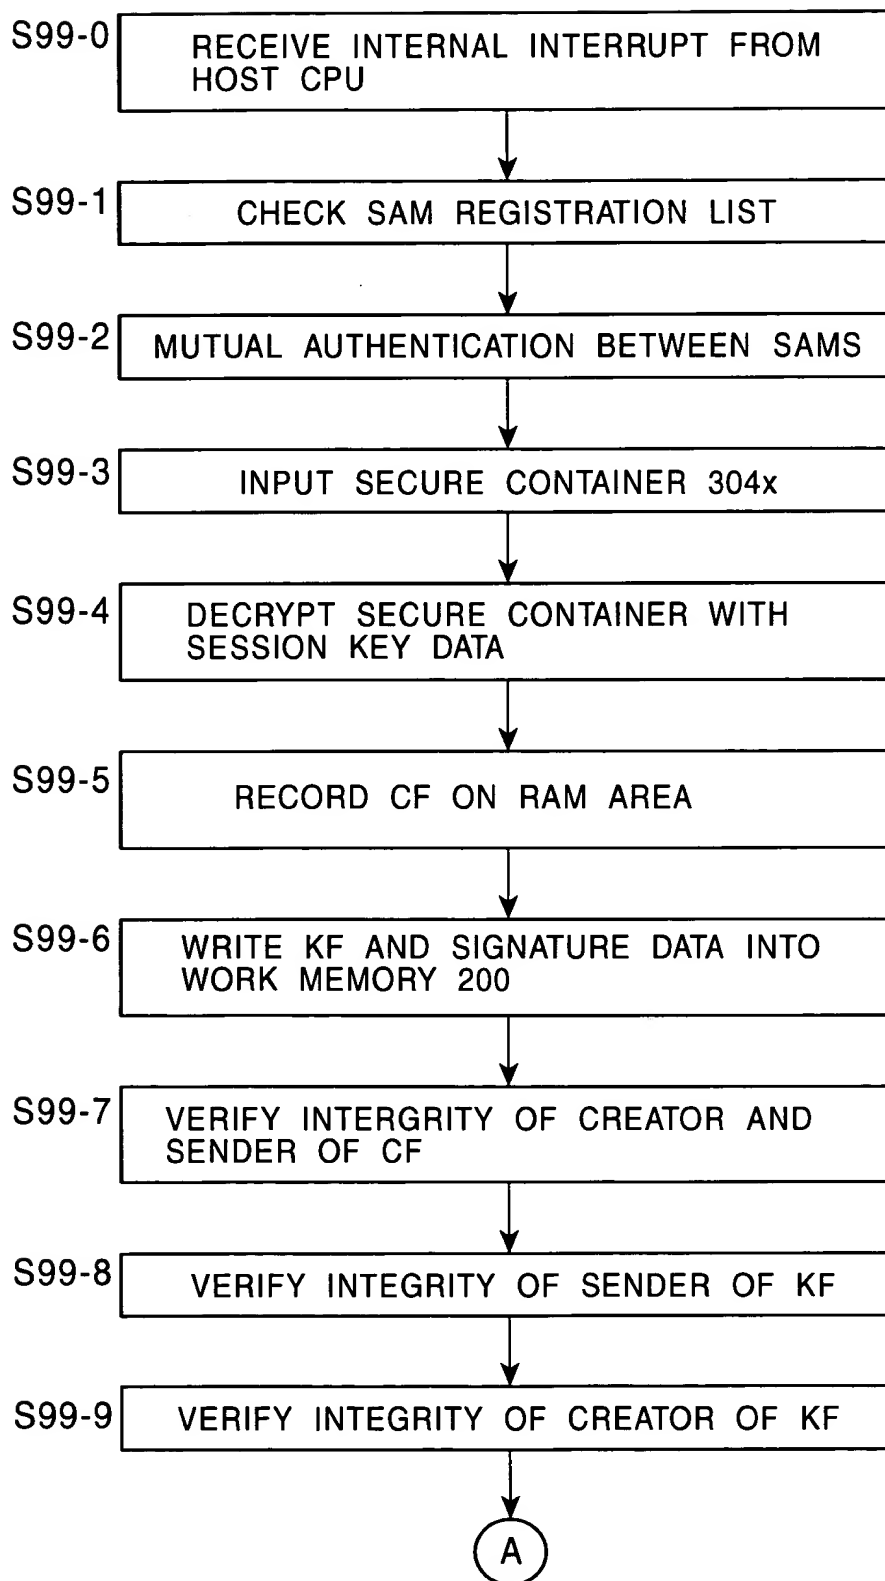 S99-0
RECEIVE INTERNAL INTERRUPT FROM
HOST CPU
S99-1
CHECK SAM REGISTRATION LIST
S99-2
MUTUAL AUTHENTICATION BETWEEN SAMS
S99-3
INPUT SECURE CONTAINER 304x
S99-4
DECRYPT SECURE CONTAINER WITH
SESSION KEY DATA
S99-5
RECORD CF ON RAM AREA
S99-6
WRITE KF AND SIGNATURE DATA INTO
WORK MEMORY 200
S99-7
VERIFY INTERGRITY OF CREATOR AND
SENDER OF CF
S99-8
VERIFY INTEGRITY OF SENDER OF KF
S99-9
VERIFY INTEGRITY OF CREATOR OF KF
A